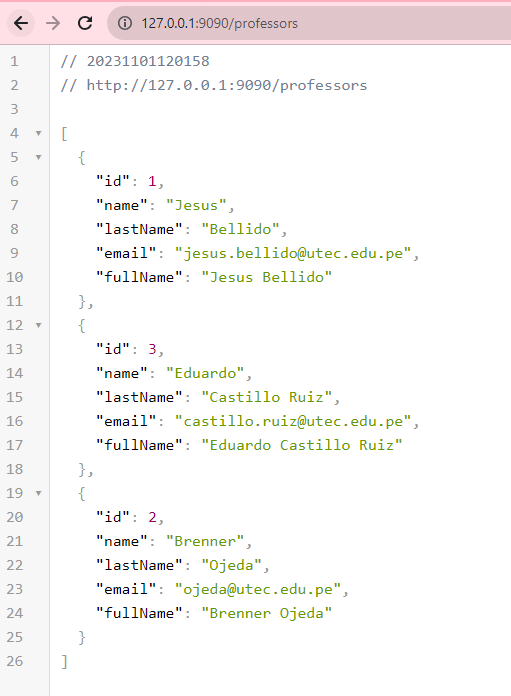 127.0.0.1:9090/professors
1 // 20231101120158
2 // http://127.0.0.1:9090/professors
3
4 [
5 {
6 "id": 1,
7 "name": "Jesus",
8 "lastName": "Bellido",
9 "email": "jesus.bellido@utec.edu.pe",
10 "fullName": "Jesus Bellido"
11 },
12 {
13 "id": 3,
14 "name": "Eduardo",
15 "lastName": "Castillo Ruiz",
16 "email": "castillo.ruiz@utec.edu.pe",
17 "fullName": "Eduardo Castillo Ruiz"
18 },
19 {
20 "id": 2,
21 "name": "Brenner",
22 "lastName": "Ojeda",
23 "email": "ojeda@utec.edu.pe",
24 "fullName": "Brenner Ojeda"
25 }
26 ]